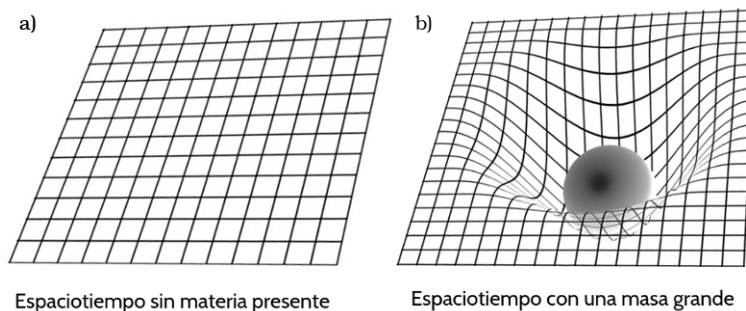 a)
b)
Espaciotiempo sin materia presente
Espaciotiempo con una masa grande